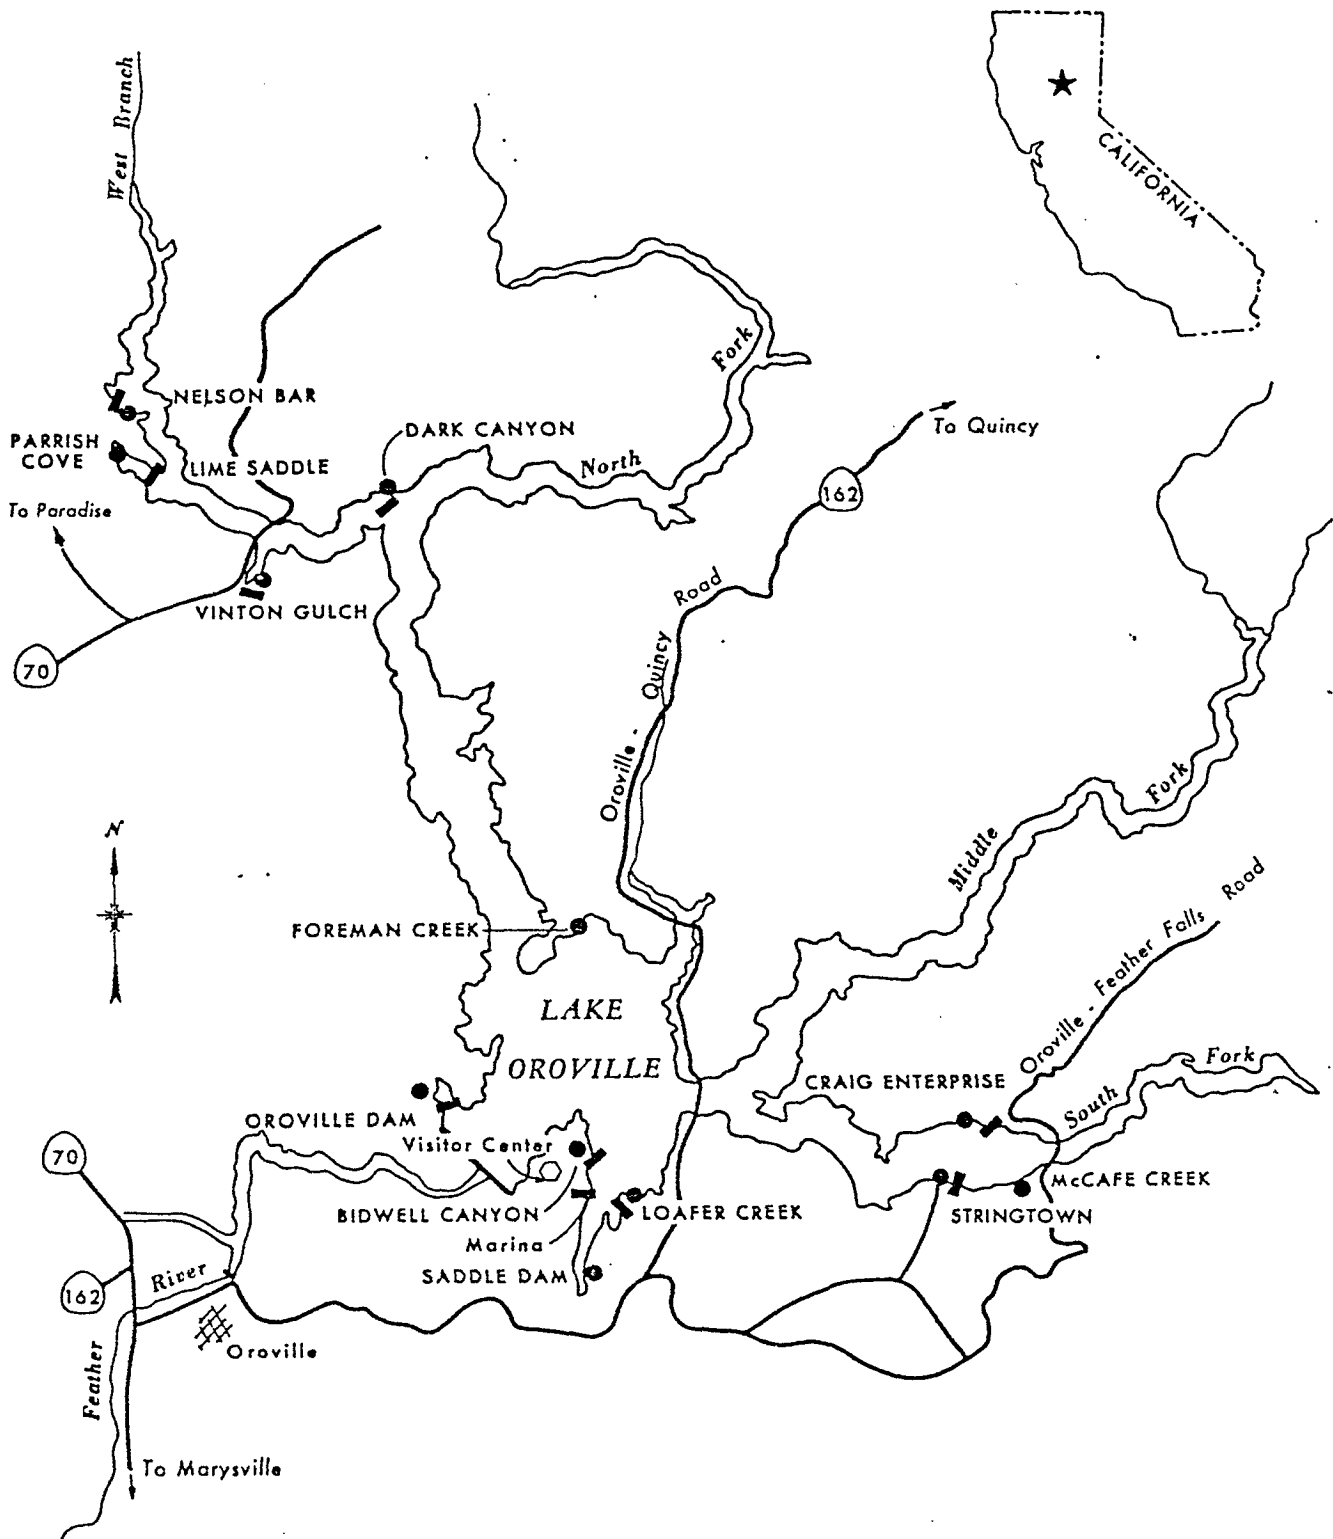 West Branch
CALIFORNIA
NELSON BAR
Fork
PARRISH
COVE
DARK CANYON
To Quincy
LIME SADDLE
North
162
To Paradise
Road
VINTON GULCH
70
Quincy
Oroville -
Fork
N
Middle
FOREMAN CREEK
Oroville - Feather Falls Road
LAKE
OROVILLE
Fork
CRAIG ENTERPRISE
South
OROVILLE DAM
Visitor Center
70
McCAFE CREEK
BIDWELL CANYON
LOAFER CREEK
STRINGTOWN
Marina
SADDLE DAM
River
162
Oroville
Feather
To Marysville